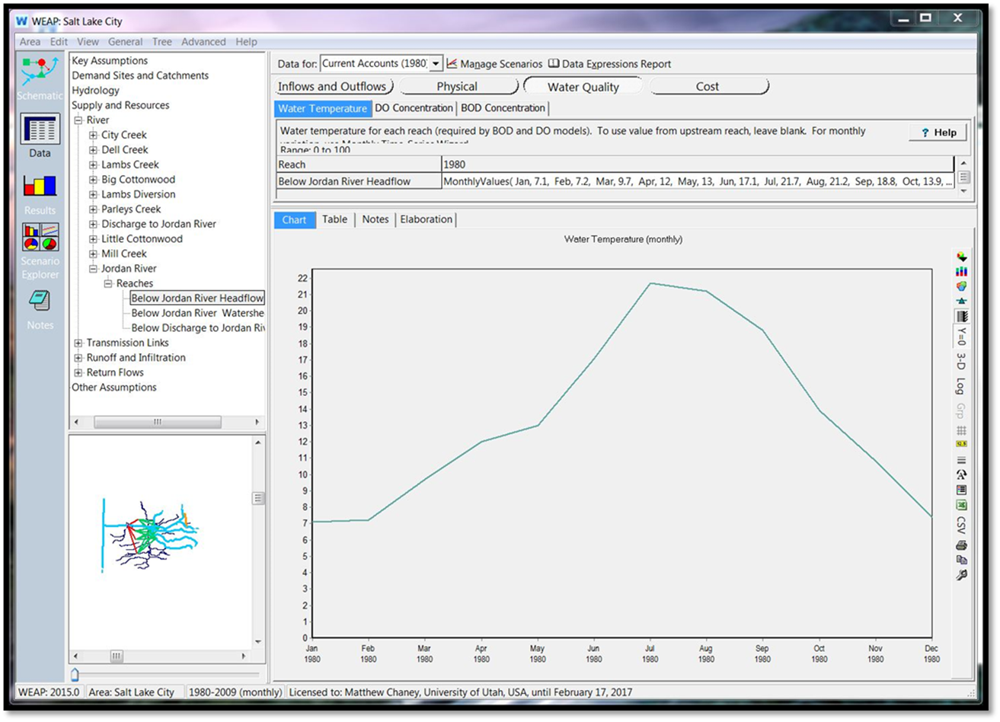 WEAP: Salt Lake City
Area Edit View General Tree Advanced Help
Schematic
Data
Results
Scenario
Explorer
Notes
Key Assumptions
Demand Sites and Catchments
Hydrology
Supply and Resources
River
City Creek
Dell Creek
Lambs Creek
Big Cottonwood
Lambs Diversion
Parleys Creek
Discharge to Jordan River
Little Cottonwood
Mill Creek
Jordan River
Reaches
Below Jordan River Headflow
Below Jordan River Watershe
Below Discharge to Jordan Riv
Transmission Links
Runoff and Infiltration
Return Flows
Other Assumptions
Data for: Current Accounts (1980) Manage Scenarios Data Expressions Report
Inflows and Outflows Physical Water Quality Cost
Water Temperature DO Concentration BOD Concentration
Water temperature for each reach (required by BOD and DO models). To use value from upstream reach, leave blank. For monthly
variation, use Monthly Time-Series Wizard
Range: 0 to 100
? Help
Reach 1980
Below Jordan River Headflow MonthlyValues( Jan, 7.1, Feb, 7.2, Mar, 9.7, Apr, 12, May, 13, Jun, 17.1, Jul, 21.7, Aug, 21.2, Sep, 18.8, Oct, 13.9, ...
Chart Table Notes Elaboration
Water Temperature (monthly)
22
21
20
19
18
17
16
15
14
13
12
11
10
9
8
7
6
5
4
3
2
1
0
Jan Feb Mar Apr May Jun Jul Aug Sep Oct Nov Dec
1980 1980 1980 1980 1980 1980 1980 1980 1980 1980 1980 1980
Y=0
3-D
Log
Grp
CSV
WEAP: 2015.0 Area: Salt Lake City 1980-2009 (monthly) Licensed to: Matthew Chaney, University of Utah, USA, until February 17, 2017